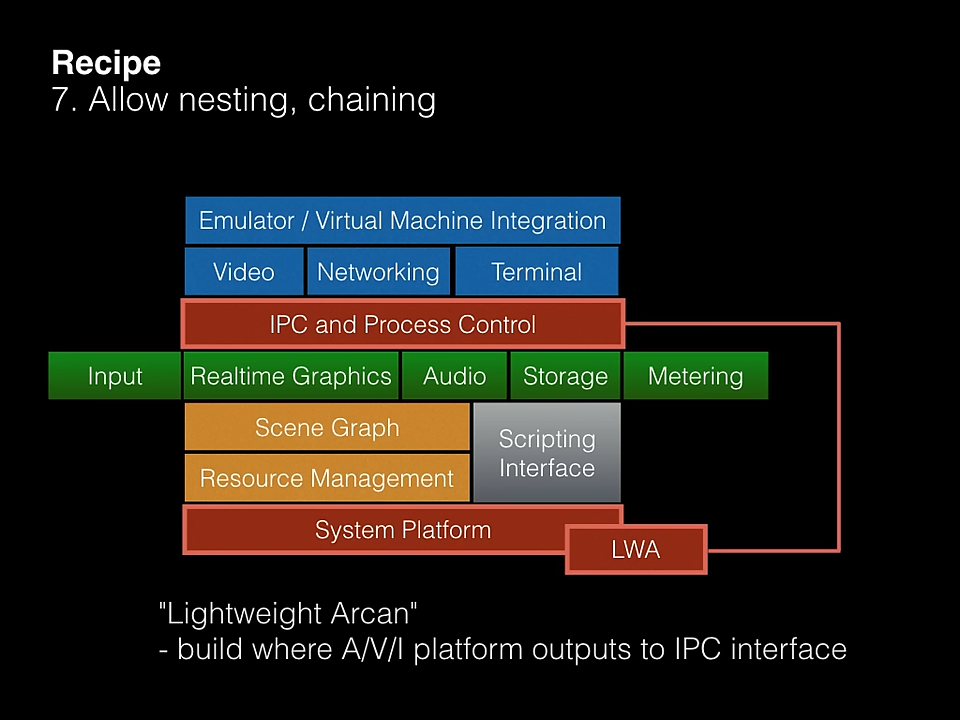 Recipe
7. Allow nesting, chaining
Emulator / Virtual Machine Integration
Video Networking Terminal
IPC and Process Control
Input Realtime Graphics Audio Storage Metering
Scene Graph
Scripting
Interface
Resource Management
System Platform
LWA
"Lightweight Arcan"
- build where A/V/I platform outputs to IPC interface